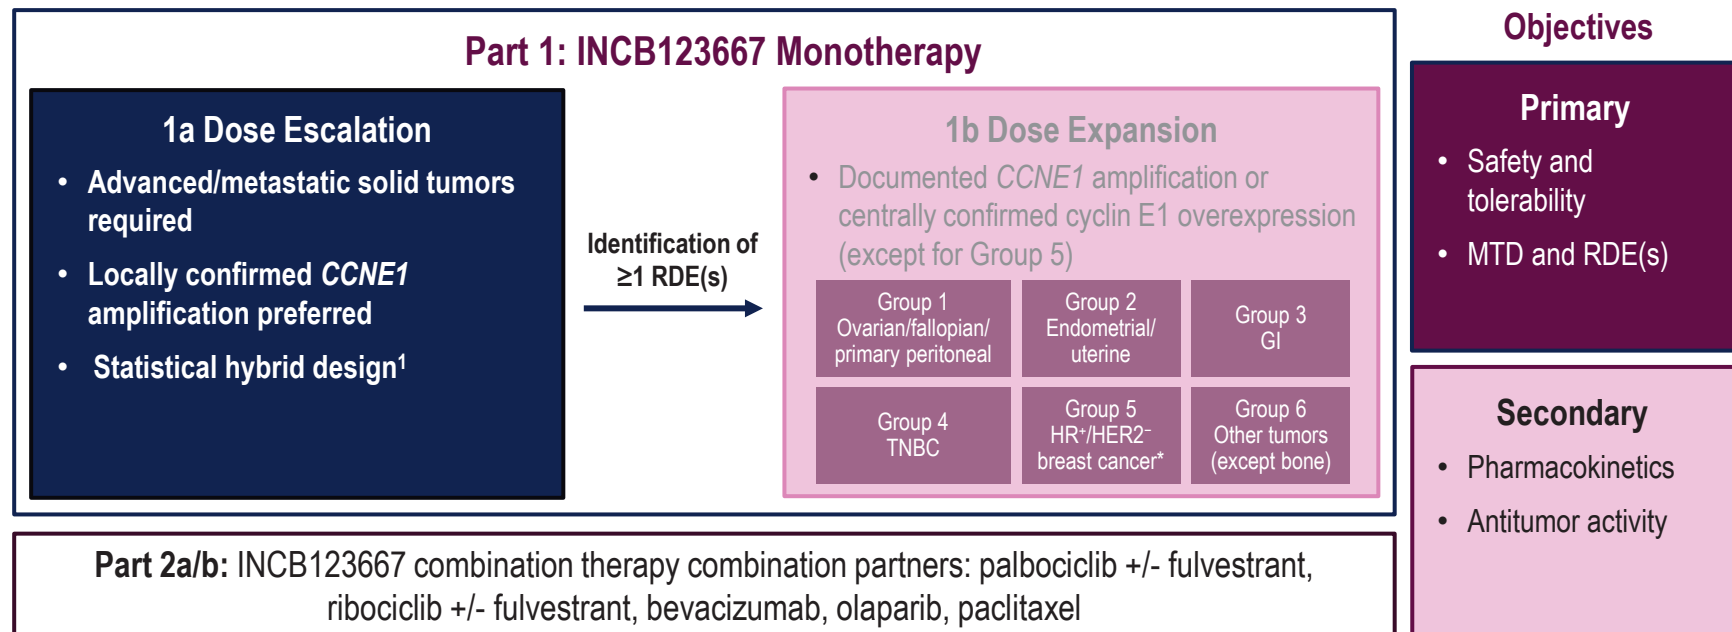 Part 1: INCB123667 Monotherapy
1a Dose Escalation
• Advanced/metastatic solid tumors
required
• Locally confirmed CCNE1
amplification preferred
• Statistical hybrid design¹
Identification of
≥1 RDE(s)
1b Dose Expansion
• Documented CCNE1 amplification or
centrally confirmed cyclin E1 overexpression
(except for Group 5)
Group 1
Ovarian/fallopian/
primary peritoneal
Group 2
Endometrial/
uterine
Group 3
GI
Group 4
TNBC
Group 5
HR⁺/HER2⁻
breast cancer*
Group 6
Other tumors
(except bone)
Part 2a/b: INCB123667 combination therapy combination partners: palbociclib +/- fulvestrant,
ribociclib +/- fulvestrant, bevacizumab, olaparib, paclitaxel
Objectives
Primary
• Safety and
tolerability
• MTD and RDE(s)
Secondary
• Pharmacokinetics
• Antitumor activity